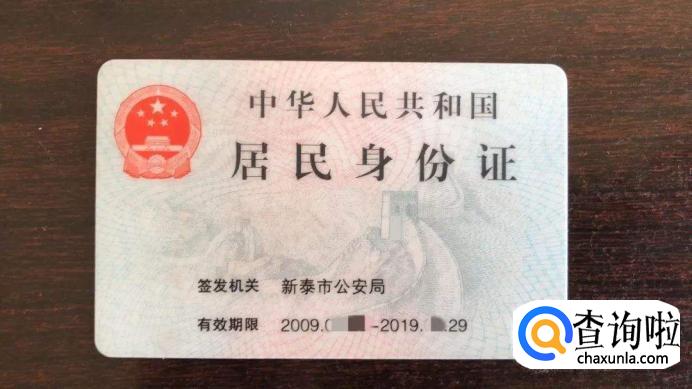 中华人民共和国
居民身份证
签发机关 新泰市公安局
有效期限 2009.0 -2019. .29
查询啦
chaxunla.com